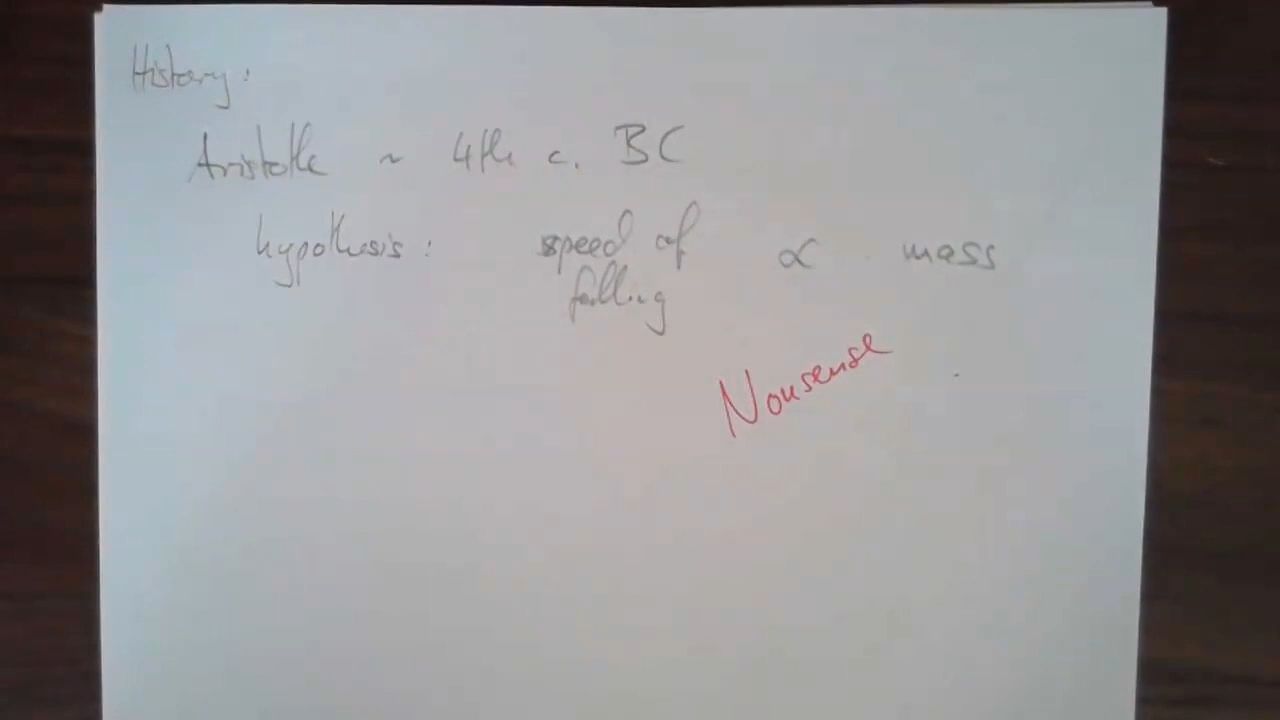 History:
Aristotle ~ 4th c. BC
hypothesis: speed of ∝ mass
falling
Nonsense